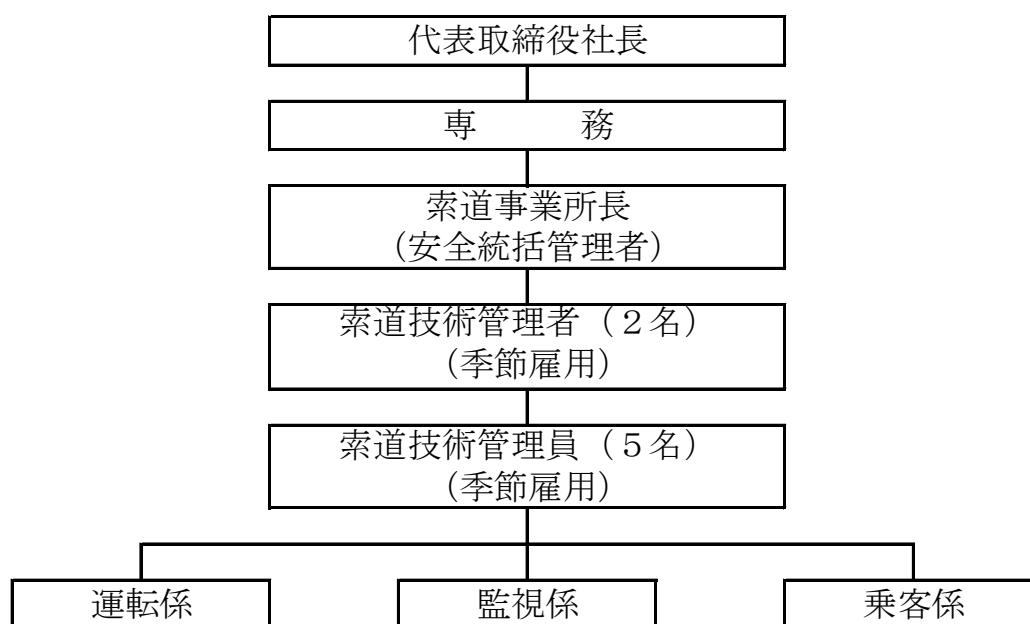 代表取締役社長
専　　　務
索道事業所長
（安全統括管理者）
索道技術管理者（２名）
（季節雇用）
索道技術管理員（５名）
（季節雇用）
運転係
監視係
乗客係